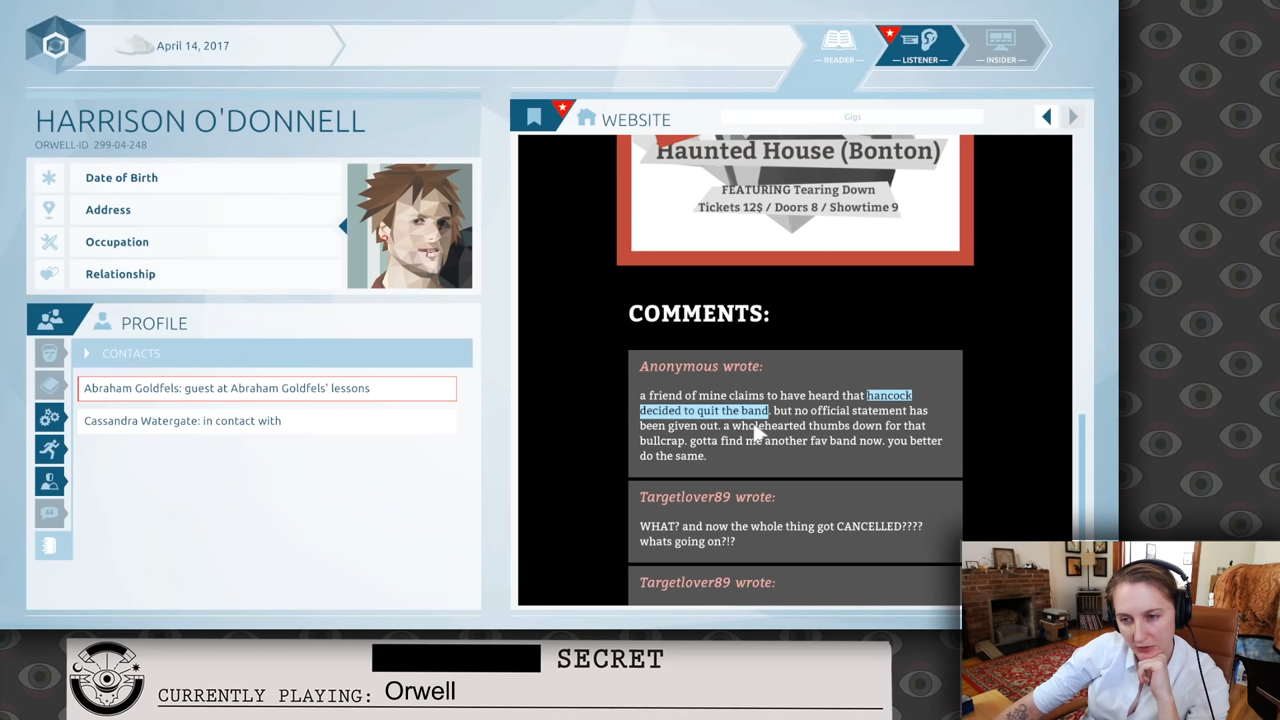 April 14, 2017
— READER —
— LISTENER —
— INSIDER —
HARRISON O'DONNELL
ORWELL-ID 299-04-248
Date of Birth
Address
Occupation
Relationship
PROFILE
CONTACTS
Abraham Goldfels: guest at Abraham Goldfels' lessons
Cassandra Watergate: in contact with
WEBSITE
Gigs
Haunted House (Bonton)
FEATURING Tearing Down
Tickets 12$ / Doors 8 / Showtime 9
COMMENTS:
Anonymous wrote:
a friend of mine claims to have heard that hancock
decided to quit the band. but no official statement has
been given out. a wholehearted thumbs down for that
bullcrap. gotta find me another fav band now. you better
do the same.
Targetlover89 wrote:
WHAT? and now the whole thing got CANCELLED????
whats going on?!?
Targetlover89 wrote:
SECRET
CURRENTLY PLAYING: Orwell